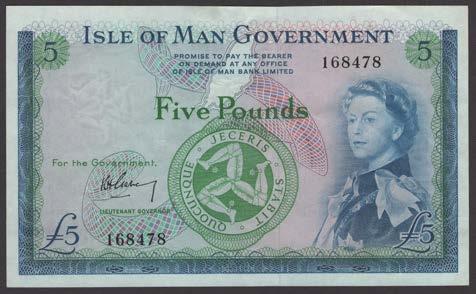 5 ISLE OF MAN GOVERNMENT 5
PROMISE TO PAY THE BEARER
ON DEMAND AT ANY OFFICE
OF ISLE OF MAN BANK LIMITED
168478
Five Pounds
QUOCUNQUE JECERIS STABIT
For the Government.
LIEUTENANT GOVERNOR
168478
£5 £5